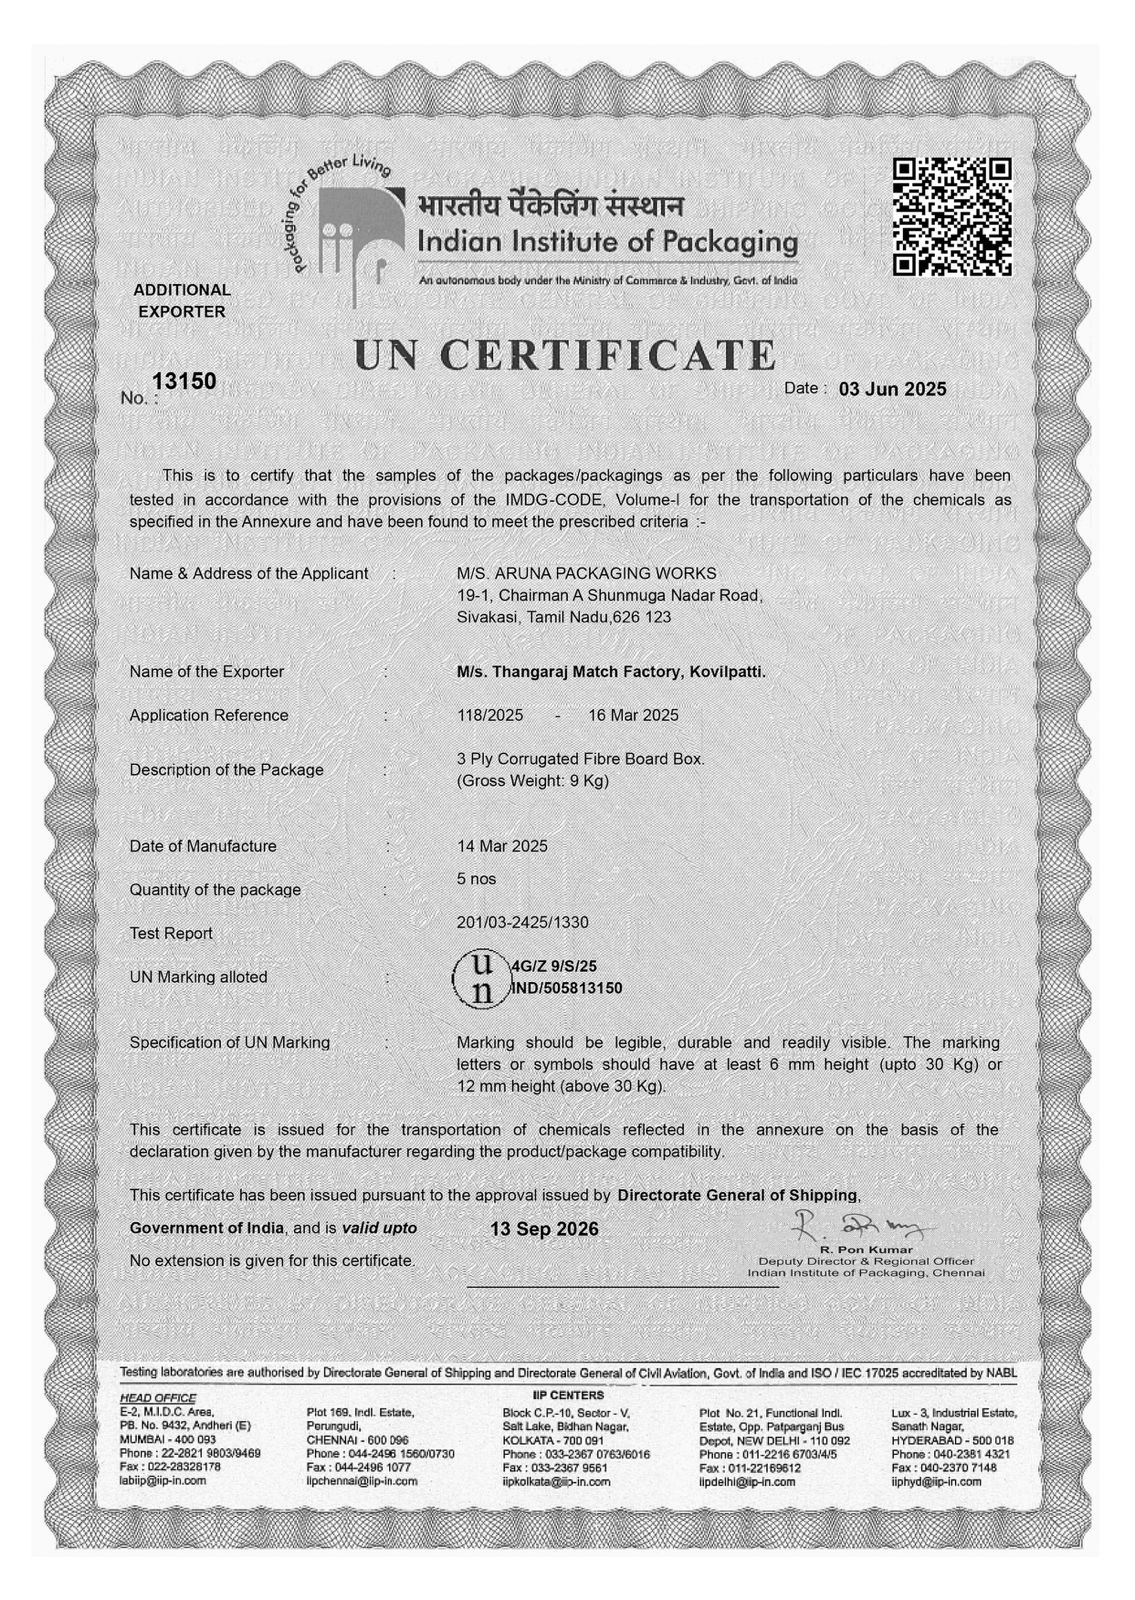 Packaging for Better Living
भारतीय पैकेजिंग संस्थान
Indian Institute of Packaging
An autonomous body under the Ministry of Commerce & Industry, Govt. of India
ADDITIONAL
EXPORTER
UN CERTIFICATE
No. : 13150
Date : 03 Jun 2025
This is to certify that the samples of the packages/packagings as per the following particulars have been
tested in accordance with the provisions of the IMDG-CODE, Volume-I for the transportation of the chemicals as
specified in the Annexure and have been found to meet the prescribed criteria :-
Name & Address of the Applicant : M/S. ARUNA PACKAGING WORKS
19-1, Chairman A Shunmuga Nadar Road,
Sivakasi, Tamil Nadu,626 123
Name of the Exporter : M/s. Thangaraj Match Factory, Kovilpatti.
Application Reference : 118/2025 - 16 Mar 2025
Description of the Package : 3 Ply Corrugated Fibre Board Box.
(Gross Weight: 9 Kg)
Date of Manufacture : 14 Mar 2025
Quantity of the package : 5 nos
Test Report 201/03-2425/1330
UN Marking alloted : un 4G/Z 9/S/25
IND/505813150
Specification of UN Marking : Marking should be legible, durable and readily visible. The marking
letters or symbols should have at least 6 mm height (upto 30 Kg) or
12 mm height (above 30 Kg).
This certificate is issued for the transportation of chemicals reflected in the annexure on the basis of the
declaration given by the manufacturer regarding the product/package compatibility.
This certificate has been issued pursuant to the approval issued by Directorate General of Shipping,
Government of India, and is valid upto 13 Sep 2026
No extension is given for this certificate.
R. Pon Kumar
Deputy Director & Regional Officer
Indian Institute of Packaging, Chennai
Testing laboratories are authorised by Directorate General of Shipping and Directorate General of Civil Aviation, Govt. of India and ISO / IEC 17025 accredited by NABL
HEAD OFFICE
E-2, M.I.D.C. Area,
PB. No. 9432, Andheri (E)
MUMBAI - 400 093
Phone : 22-2821 9803/9469
Fax : 022-28328178
labiip@iip-in.com
IIP CENTERS
Plot 169, Indl. Estate,
Perungudi,
CHENNAI - 600 096
Phone : 044-2496 1560/0730
Fax : 044-2496 1077
iipchennai@iip-in.com
Block C.P.-10, Sector - V,
Salt Lake, Bidhan Nagar,
KOLKATA - 700 091
Phone : 033-2367 0763/6016
Fax : 033-2367 9561
iipkolkata@iip-in.com
Plot No. 21, Functional Indl.
Estate, Opp. Patparganj Bus
Depot, NEW DELHI - 110 092
Phone : 011-2216 6703/4/5
Fax : 011-22169612
iipdelhi@iip-in.com
Lux - 3, Industrial Estate,
Sanath Nagar,
HYDERABAD - 500 018
Phone : 040-2381 4321
Fax : 040-2370 7148
iiphyd@iip-in.com